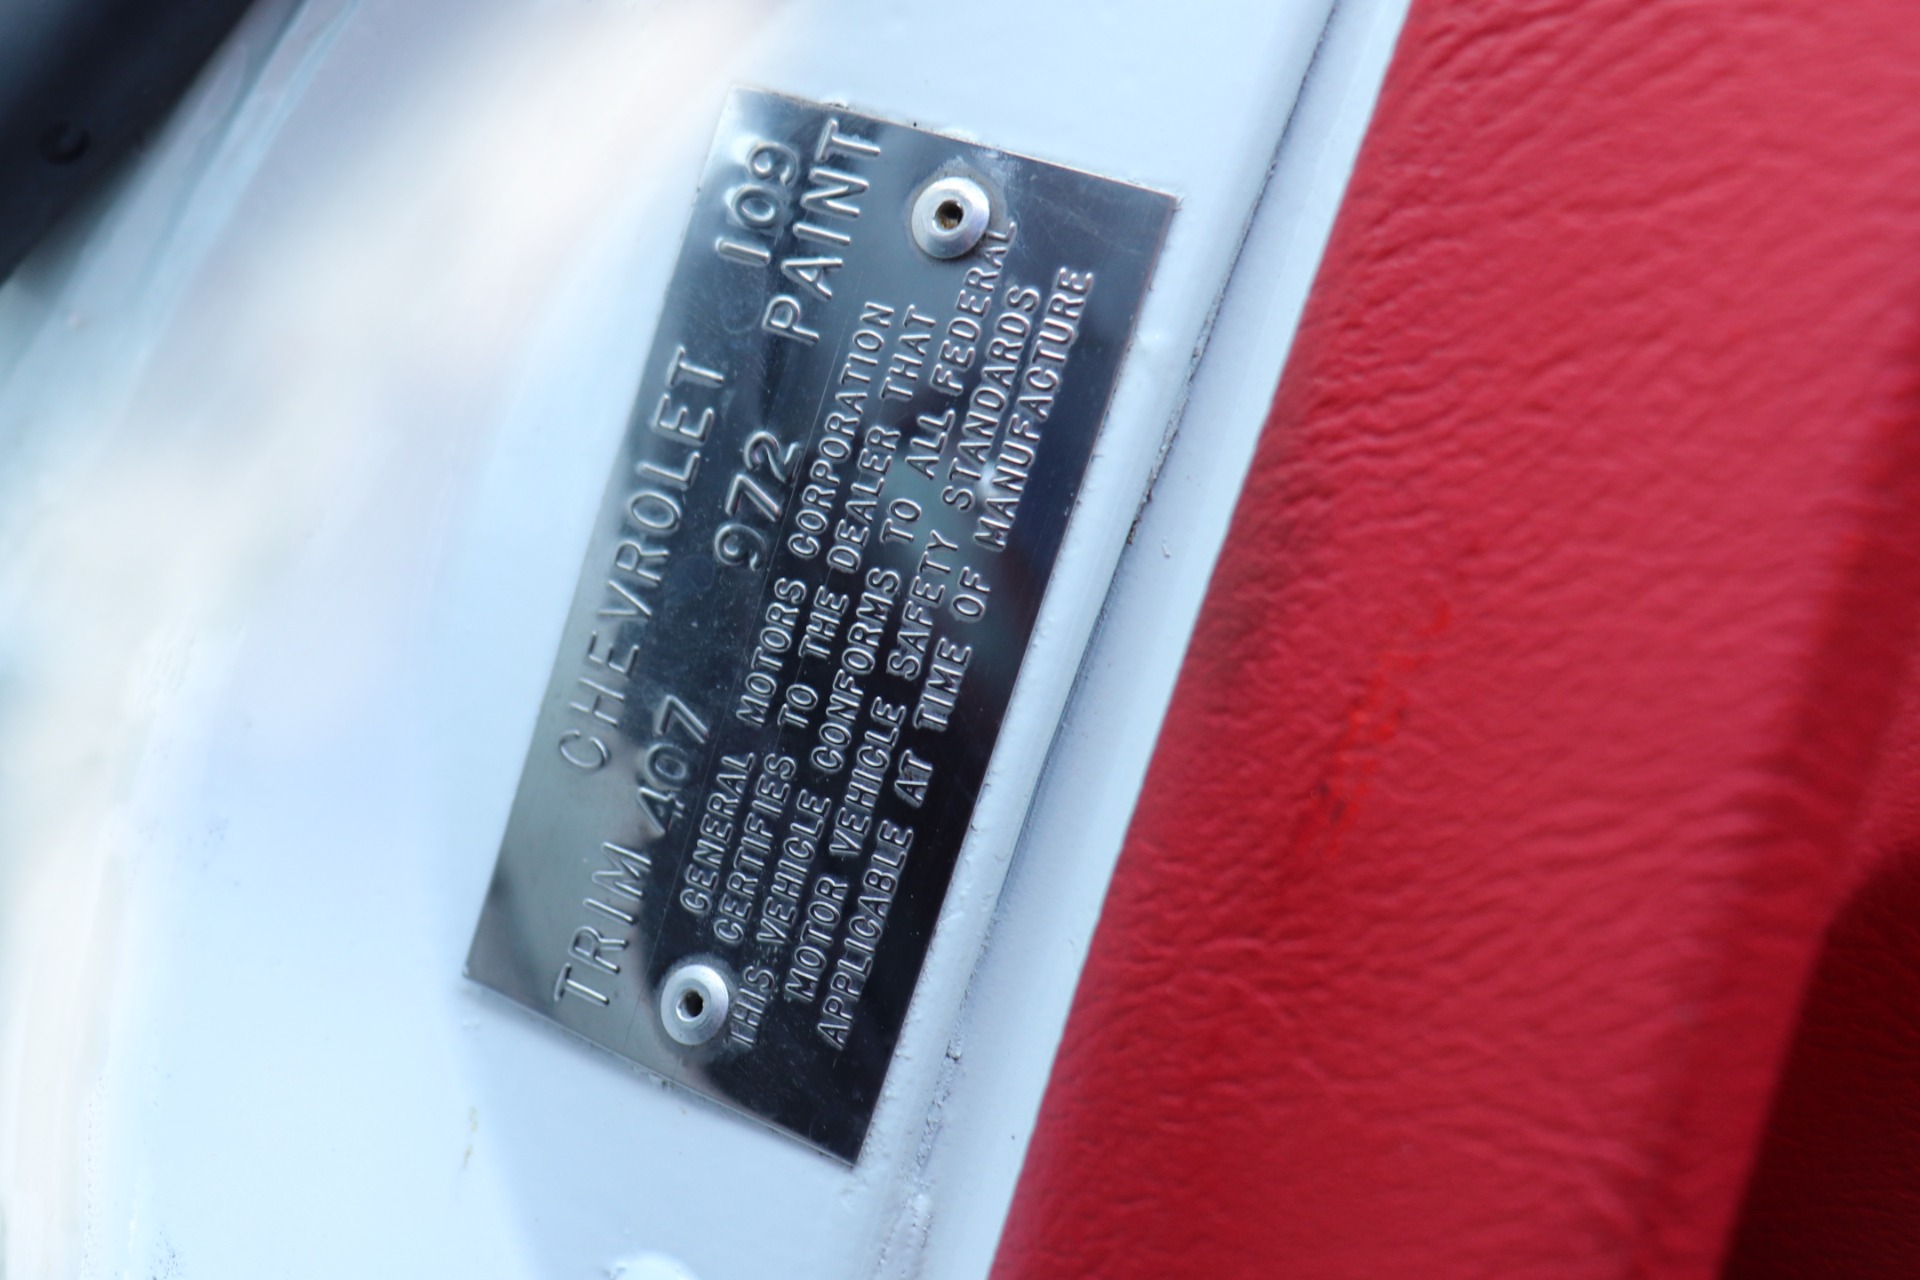 CHEVROLET 109
TRIM 407 972 PAINT
GENERAL MOTORS CORPORATION
CERTIFIES TO THE DEALER THAT
THIS VEHICLE CONFORMS TO ALL FEDERAL
MOTOR VEHICLE SAFETY STANDARDS
APPLICABLE AT TIME OF MANUFACTURE